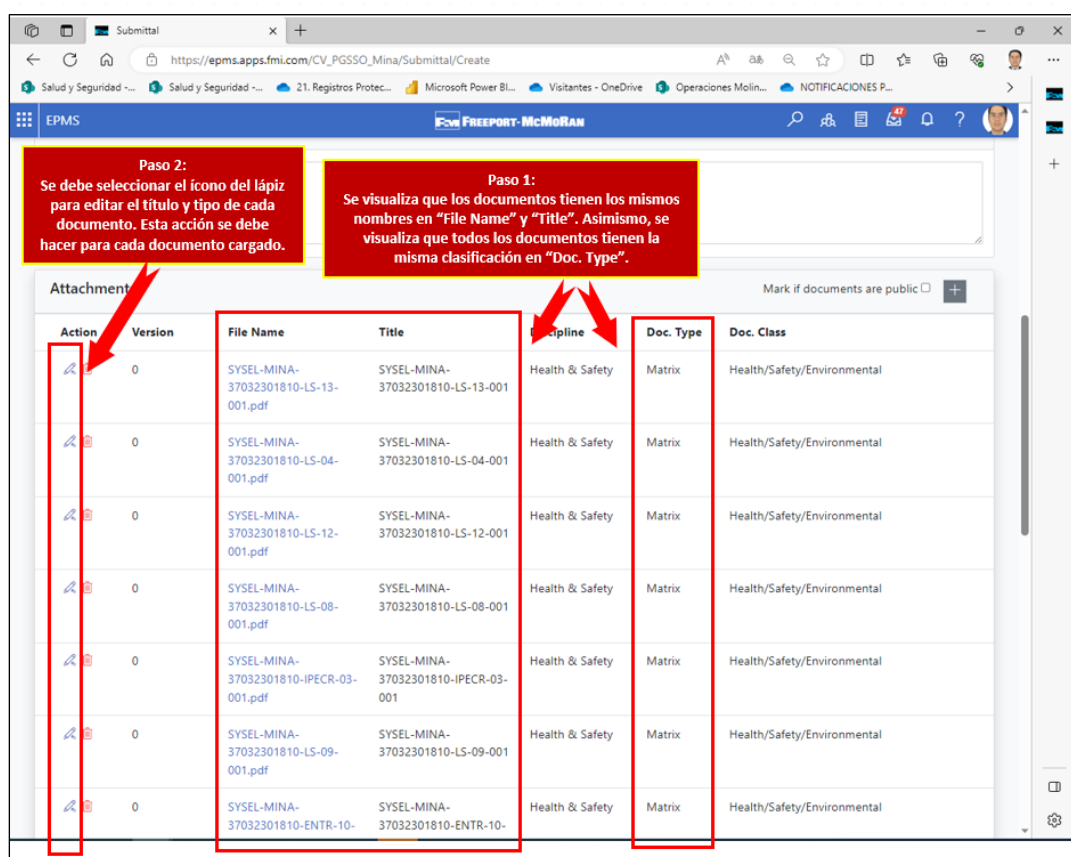 Submittal
https://epms.apps.fmi.com/CV_PGSSO_Mina/Submittal/Create
Salud y Seguridad -...
Salud y Seguridad -...
21. Registros Protec...
Microsoft Power BI...
Visitantes - OneDrive
Operaciones Molin...
NOTIFICACIONES P...
EPMS
FREEPORT-MCMORAN
47
Paso 2:
Se debe seleccionar el ícono del lápiz
para editar el título y tipo de cada
documento. Esta acción se debe
hacer para cada documento cargado.
Paso 1:
Se visualiza que los documentos tienen los mismos
nombres en “File Name” y “Title”. Asimismo, se
visualiza que todos los documentos tienen la
misma clasificación en “Doc. Type”.
Attachment
Mark if documents are public
Action Version File Name Title Doc. Type Doc. Class
0 SYSEL-MINA- SYSEL-MINA- Health & Safety Matrix Health/Safety/Environmental
37032301810-LS-13- 37032301810-LS-13-001
001.pdf
0 SYSEL-MINA- SYSEL-MINA- Health & Safety Matrix Health/Safety/Environmental
37032301810-LS-04- 37032301810-LS-04-001
001.pdf
0 SYSEL-MINA- SYSEL-MINA- Health & Safety Matrix Health/Safety/Environmental
37032301810-LS-12- 37032301810-LS-12-001
001.pdf
0 SYSEL-MINA- SYSEL-MINA- Health & Safety Matrix Health/Safety/Environmental
37032301810-LS-08- 37032301810-LS-08-001
001.pdf
0 SYSEL-MINA- SYSEL-MINA- Health & Safety Matrix Health/Safety/Environmental
37032301810-IPECR-03- 37032301810-IPECR-03-
001.pdf 001
0 SYSEL-MINA- SYSEL-MINA- Health & Safety Matrix Health/Safety/Environmental
37032301810-LS-09- 37032301810-LS-09-001
001.pdf
0 SYSEL-MINA- SYSEL-MINA- Health & Safety Matrix Health/Safety/Environmental
37032301810-ENTR-10- 37032301810-ENTR-10-